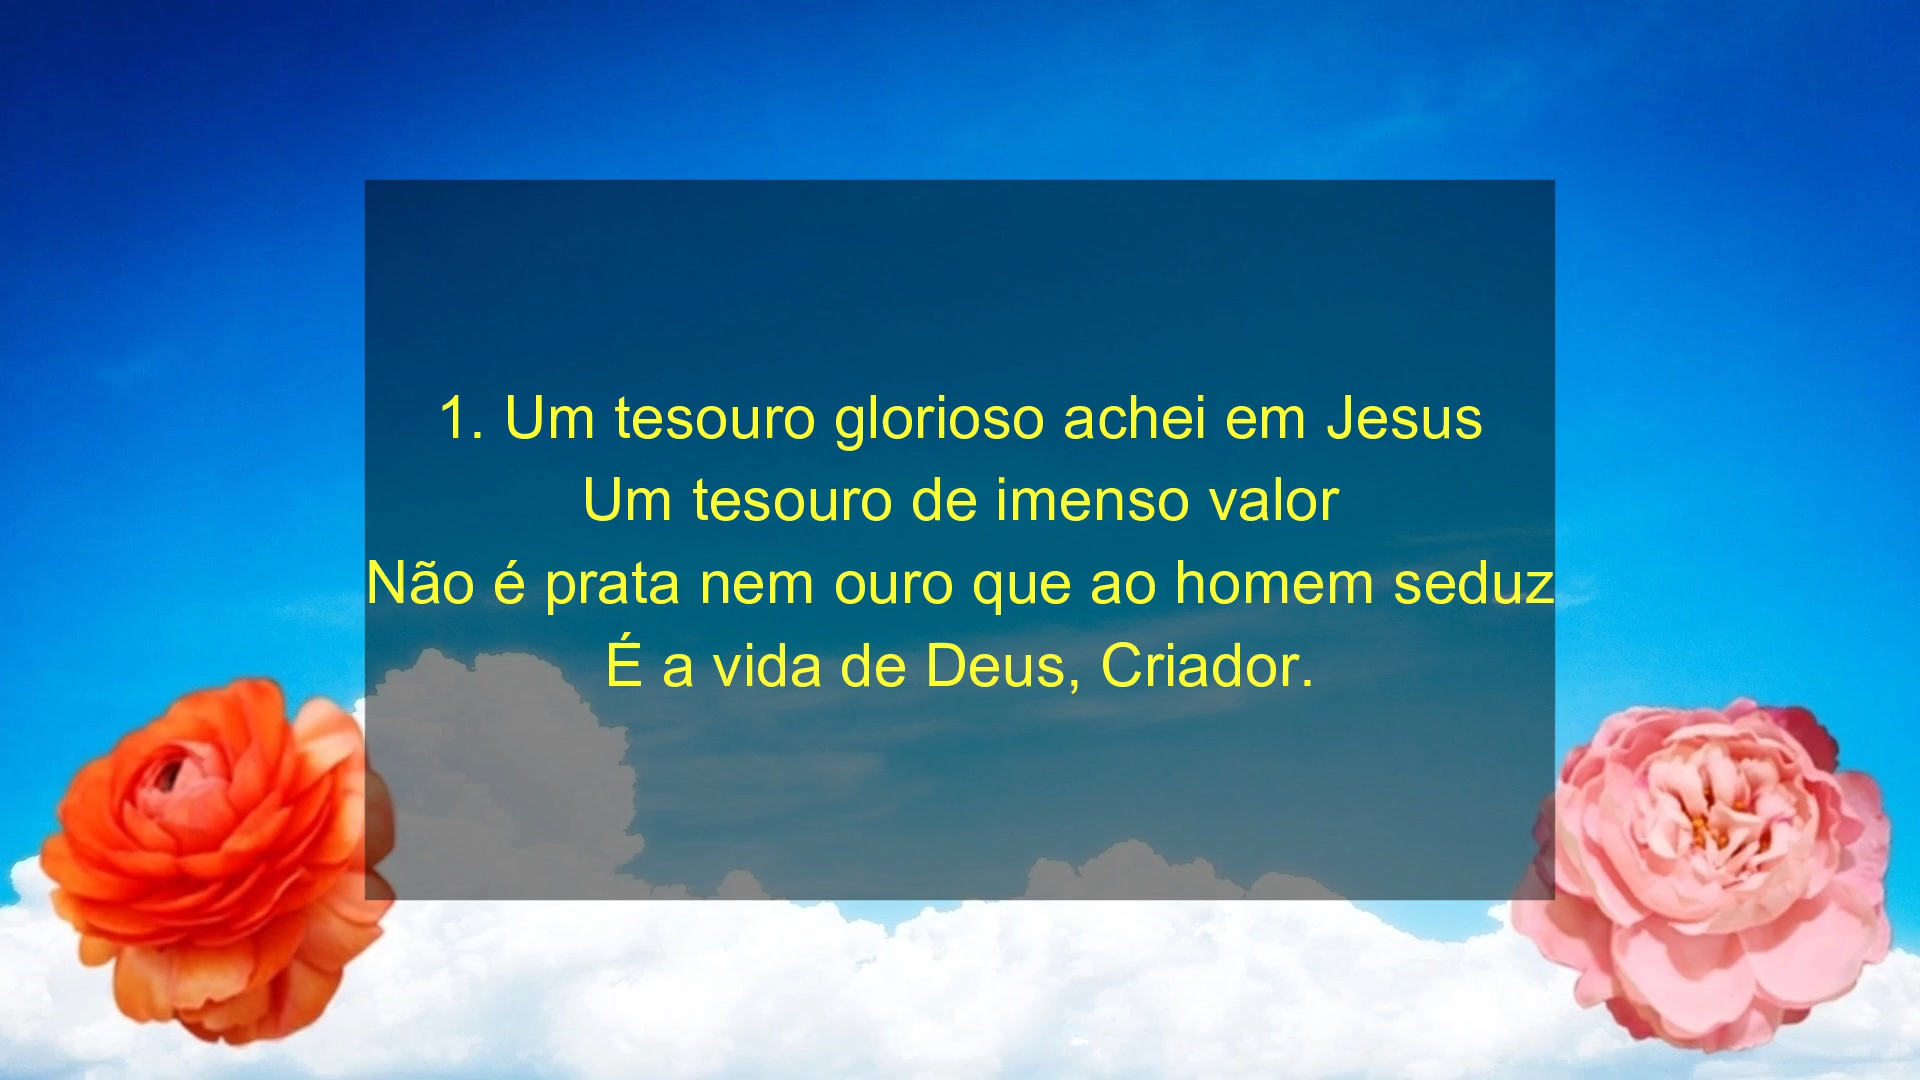 1. Um tesouro glorioso achei em Jesus
Um tesouro de imenso valor
Não é prata nem ouro que ao homem seduz
É a vida de Deus, Criador.